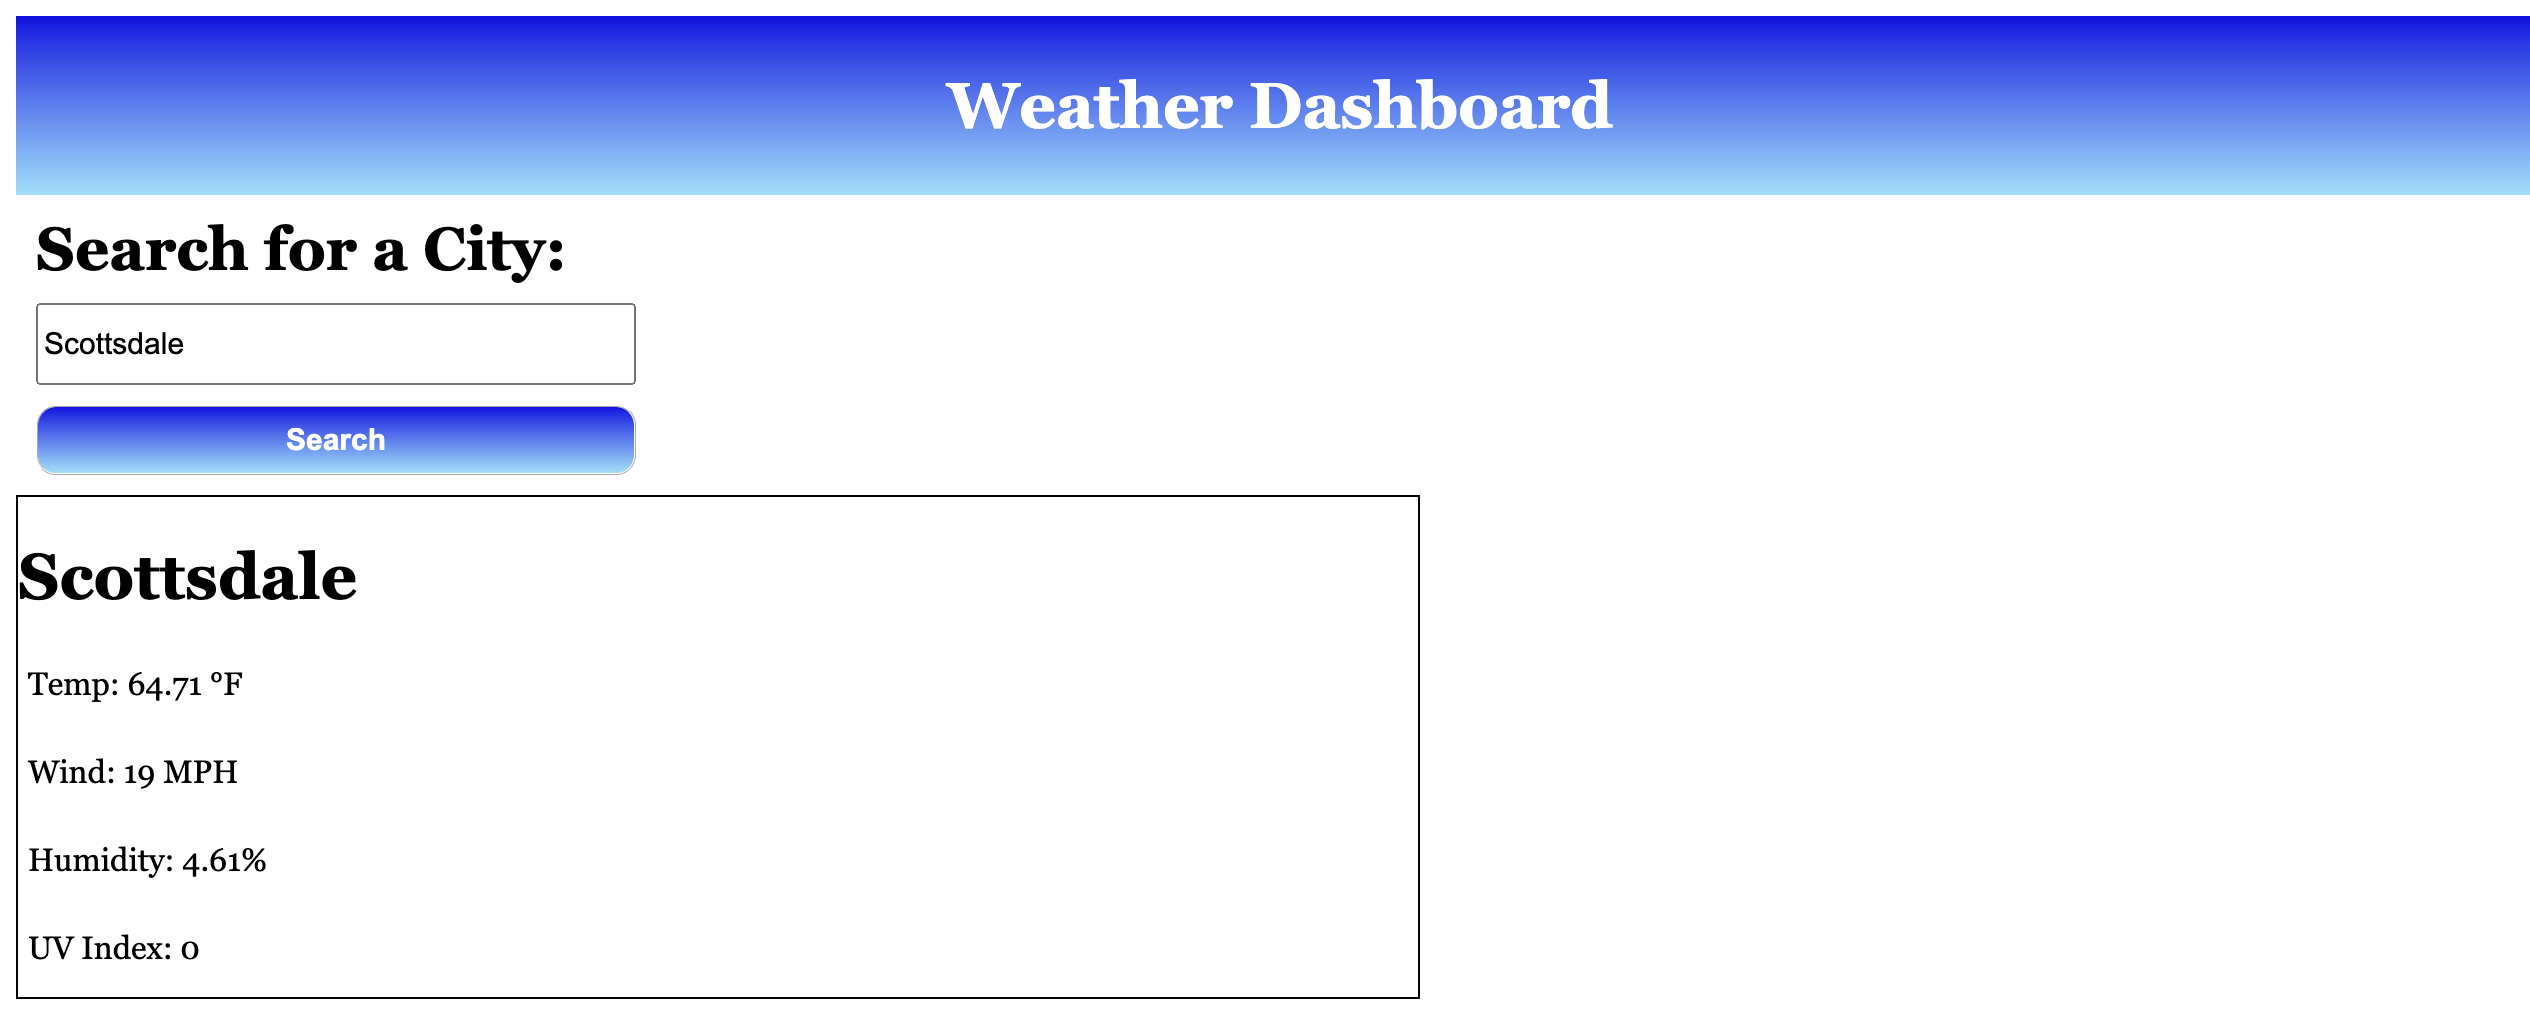 Weather Dashboard
Search for a City:
Scottsdale
Search
Scottsdale
Temp: 64.71 °F
Wind: 19 MPH
Humidity: 4.61%
UV Index: 0